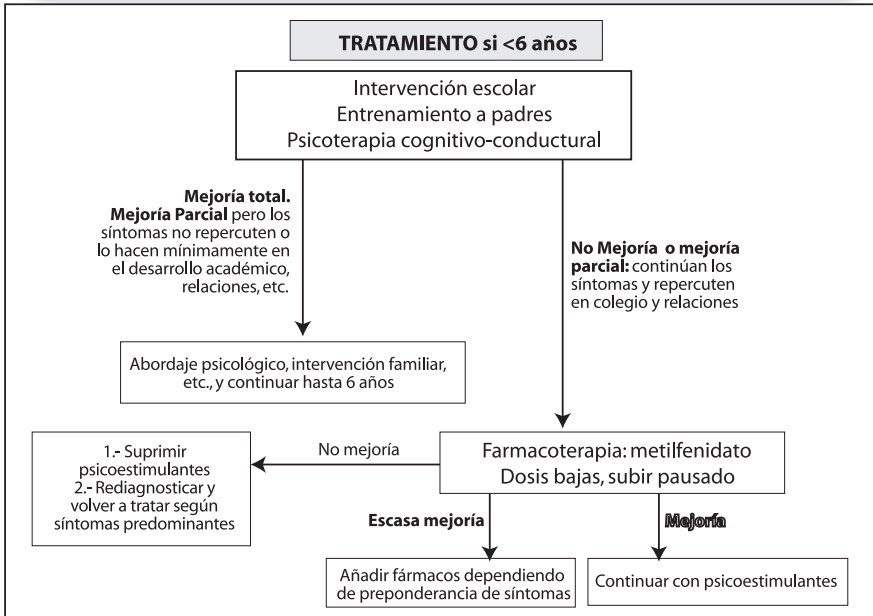 TRATAMIENTO si <6 años
Intervención escolar
Entrenamiento a padres
Psicoterapia cognitivo-conductural
Mejoría total.
Mejoría Parcial pero los
síntomas no repercuten o
lo hacen mínimamente en
el desarrollo académico,
relaciones, etc.
No Mejoría o mejoría
parcial: continúan los
síntomas y repercuten
en colegio y relaciones
Abordaje psicológico, intervención familiar,
etc., y continuar hasta 6 años
Farmacoterapia: metilfenidato
Dosis bajas, subir pausado
No mejoría
1.- Suprimir
psicoestimulantes
2.- Rediagnosticar y
volver a tratar según
síntomas predominantes
Escasa mejoría
Mejoría
Añadir fármacos dependiendo
de preponderancia de síntomas
Continuar con psicoestimulantes